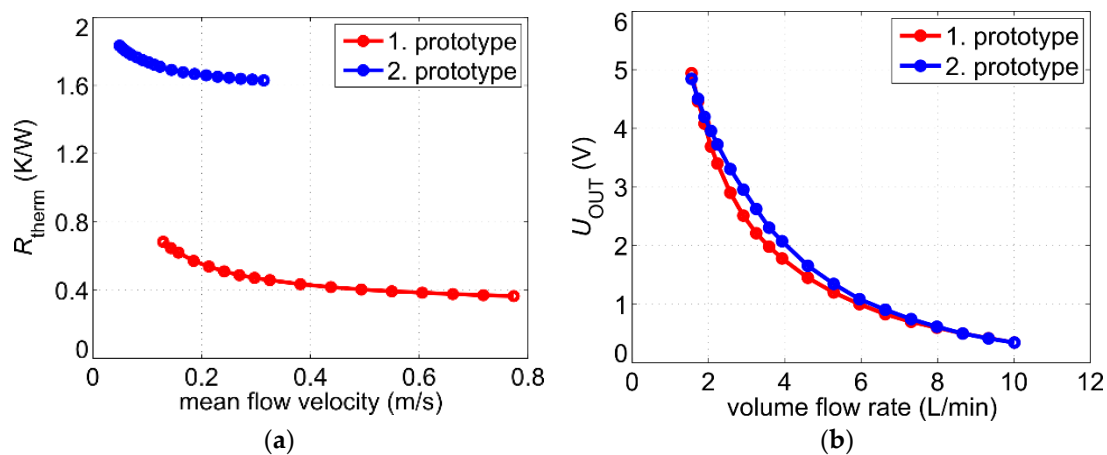 2
1.6
1.2
0.8
0.4
0
R_therm (K/W)
0 0.2 0.4 0.6 0.8
mean flow velocity (m/s)
1. prototype
2. prototype
(a)
6
5
4
3
2
1
0
U_OUT (V)
0 2 4 6 8 10 12
volume flow rate (L/min)
1. prototype
2. prototype
(b)